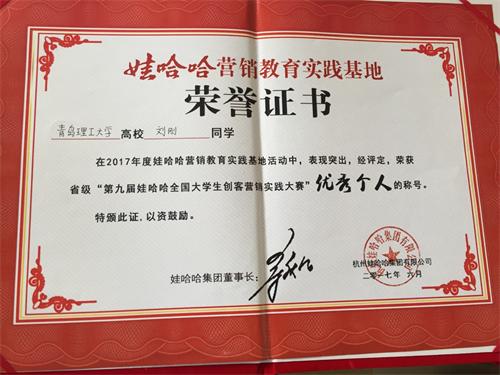 娃哈哈营销教育实践基地
荣誉证书
青岛理工大学 高校 刘刚 同学
在2017年度娃哈哈营销教育实践基地活动中，表现突出，经评定，荣获
省级“第九届娃哈哈全国大学生创客营销实践大赛”优秀个人的称号。
特颁此证，以资鼓励。
娃哈哈集团董事长：
杭州娃哈哈集团有限公司
二零一七年 六月